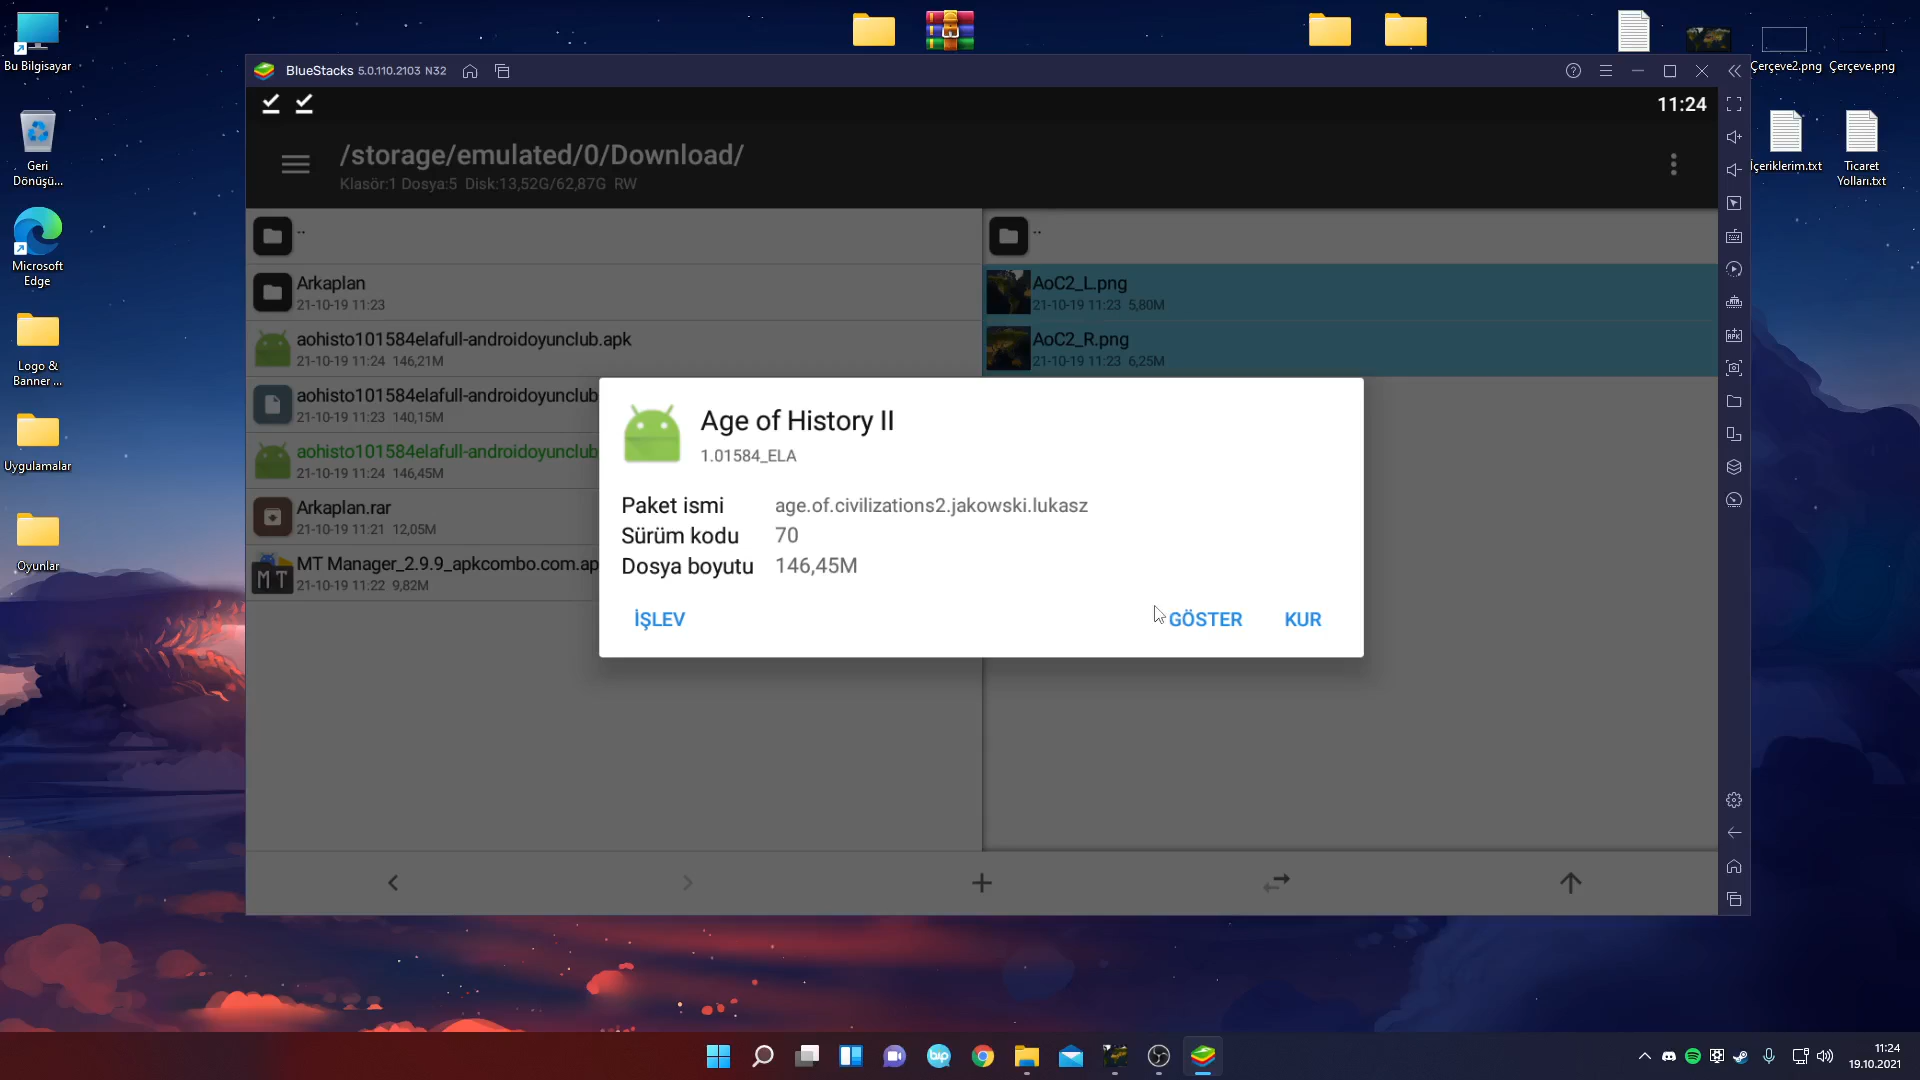 Bu Bilgisayar
Geri
Dönüşü...
Microsoft
Edge
Logo &
Banner ...
Uygulamalar
Oyunlar
Çerçeve2.png
Çerçeve.png
İçeriklerim.txt
Ticaret
Yolları.txt
BlueStacks 5.0.110.2103 N32
11:24
/storage/emulated/0/Download/
Klasör:1 Dosya:5 Disk:13,52G/62,87G RW
..
Arkaplan
21-10-19 11:23
aohisto101584elafull-androidoyunclub.apk
21-10-19 11:24 146,21M
aohisto101584elafull-androidoyunclub
21-10-19 11:23 140,15M
aohisto101584elafull-androidoyunclub
21-10-19 11:24 146,45M
Arkaplan.rar
21-10-19 11:21 12,05M
MT
MT Manager_2.9.9_apkcombo.com.ap
21-10-19 11:22 9,82M
..
AoC2_L.png
21-10-19 11:23 5,80M
AoC2_R.png
21-10-19 11:23 6,25M
Age of History II
1.01584_ELA
Paket ismi age.of.civilizations2.jakowski.lukasz
Sürüm kodu 70
Dosya boyutu 146,45M
İŞLEV GÖSTER KUR
bip
11:24
19.10.2021